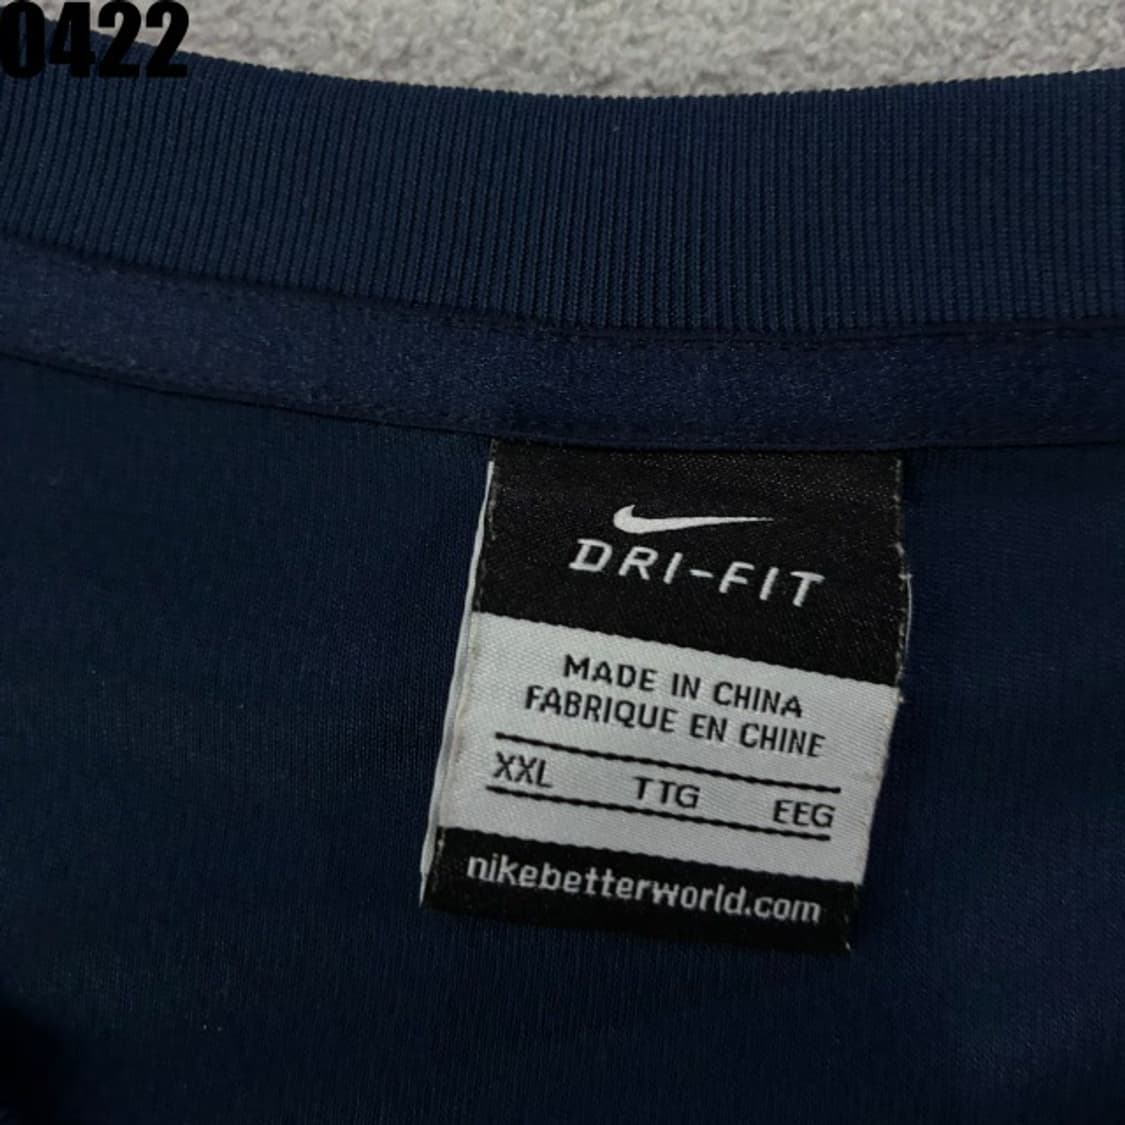 0422
DRI-FIT
MADE IN CHINA
FABRIQUE EN CHINE
XXL TTG EEG
nikebetterworld.com